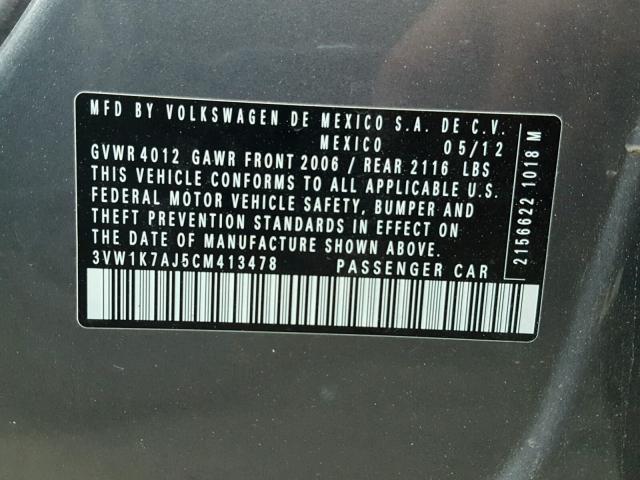 MFD BY VOLKSWAGEN DE MEXICO S.A. DE C.V.
MEXICO 05/12
GVWR 4012 GAWR FRONT 2006 / REAR 2116 LBS
THIS VEHICLE CONFORMS TO ALL APPLICABLE U.S.
FEDERAL MOTOR VEHICLE SAFETY, BUMPER AND
THEFT PREVENTION STANDARDS IN EFFECT ON
THE DATE OF MANUFACTURE SHOWN ABOVE.
3VW1K7AJ5CM413478 PASSENGER CAR
2156622 1018 M